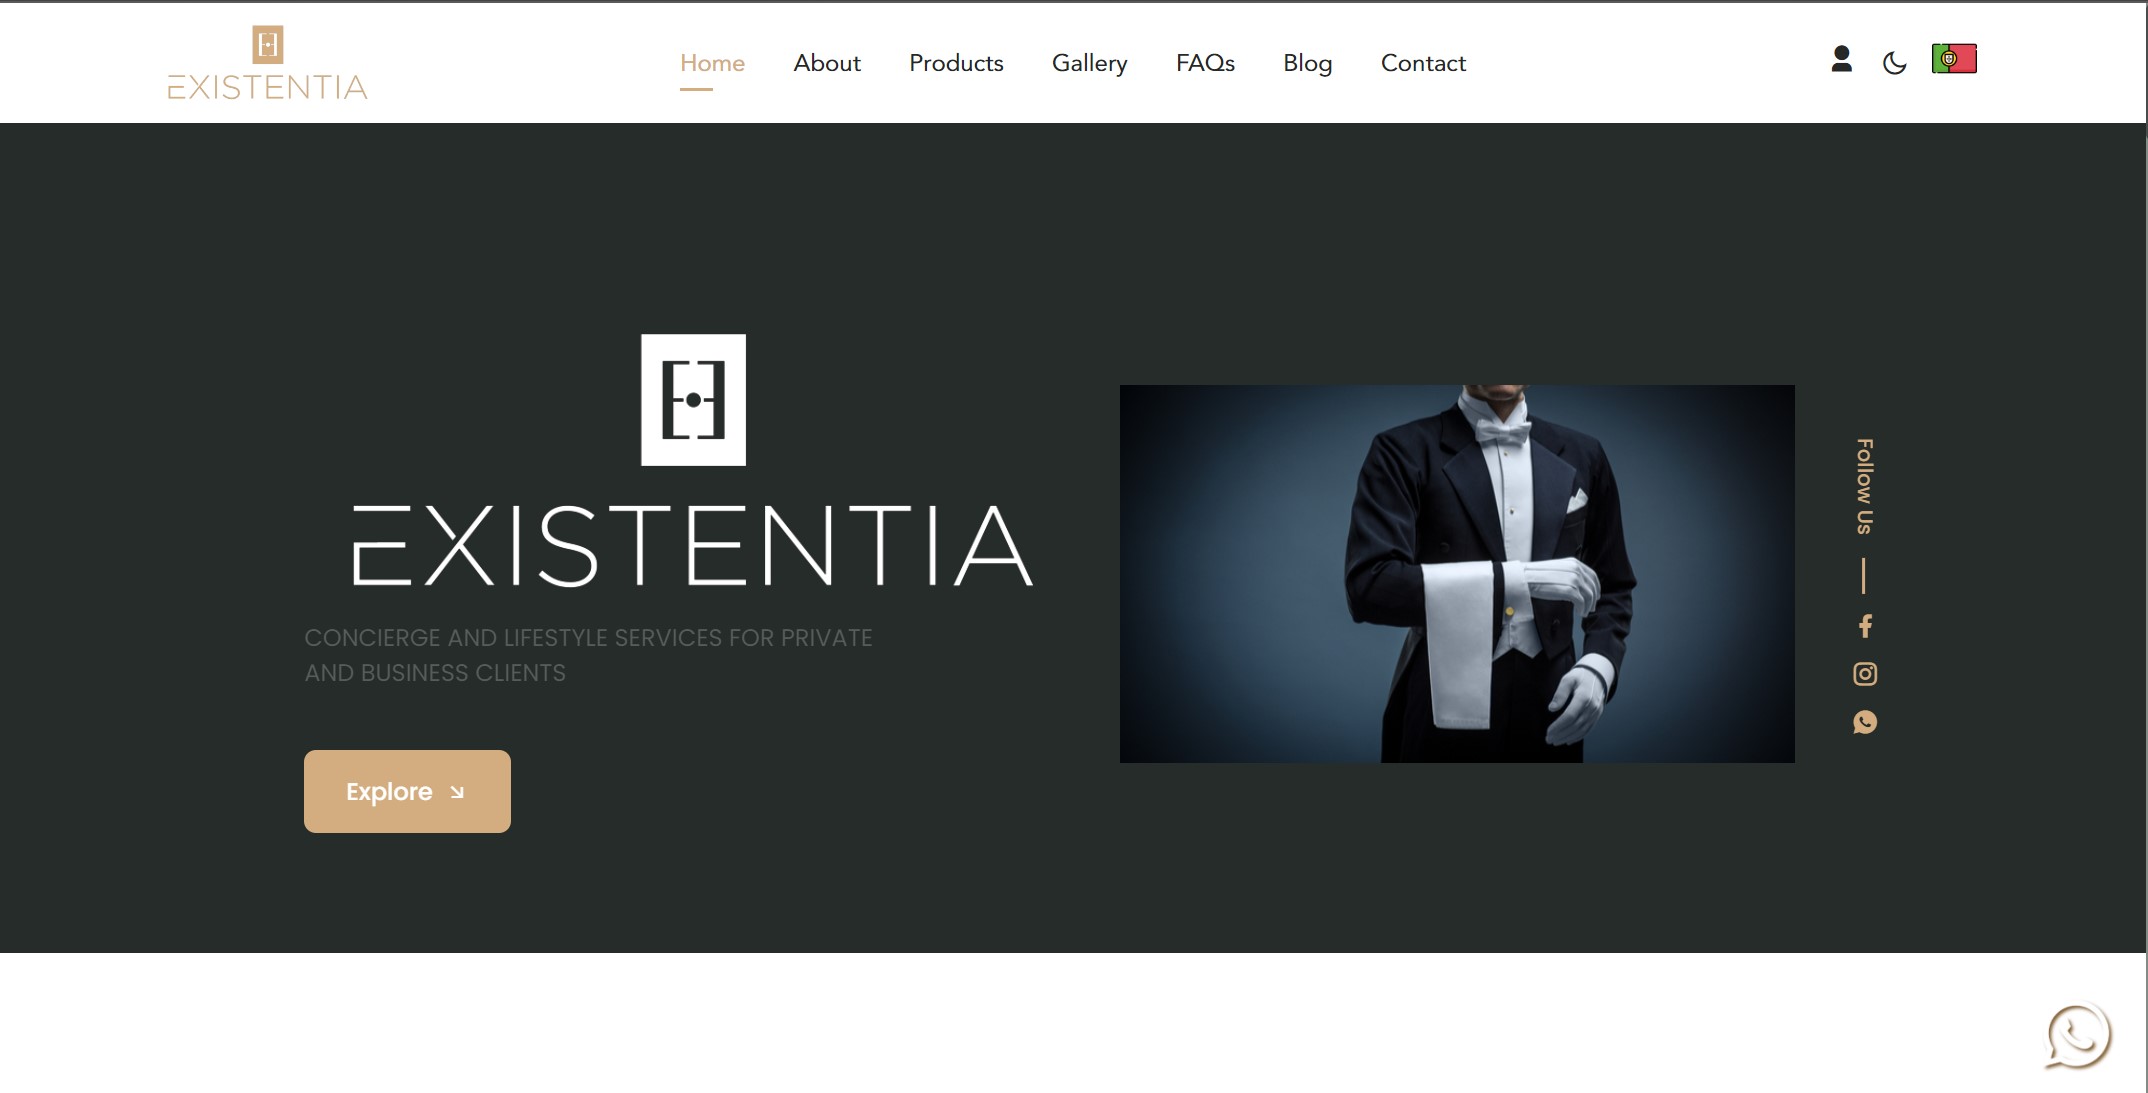 EXISTENTIA
Home About Products Gallery FAQs Blog Contact
EXISTENTIA
CONCIERGE AND LIFESTYLE SERVICES FOR PRIVATE
AND BUSINESS CLIENTS
Explore
Follow Us